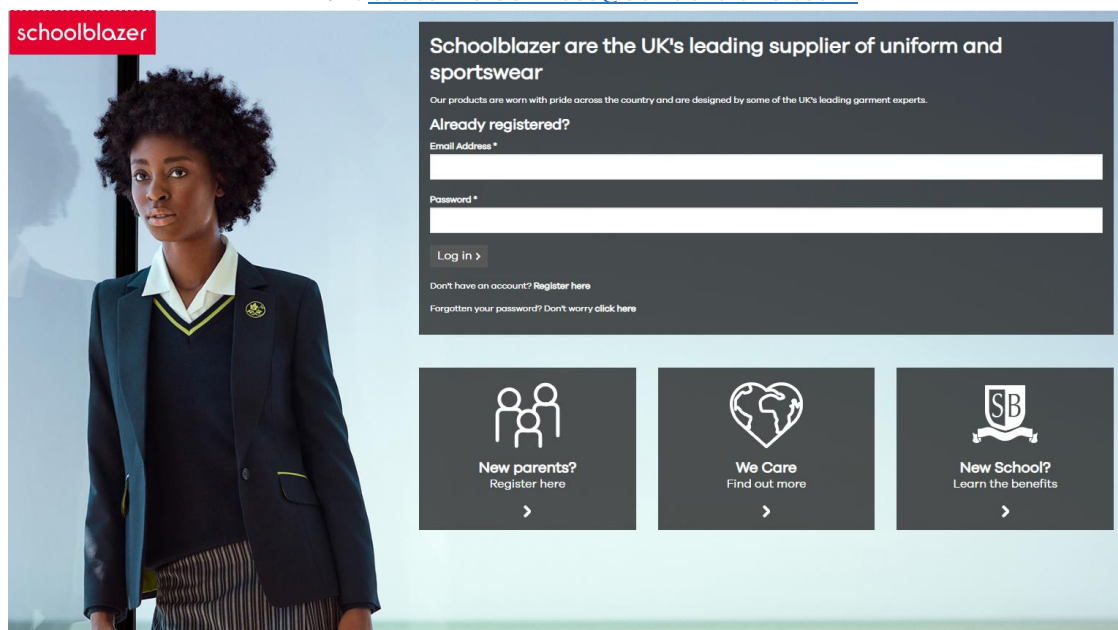 schoolblazer
Schoolblazer are the UK's leading supplier of uniform and
sportswear
Our products are worn with pride across the country and are designed by some of the UK's leading garment experts.
Already registered?
Email Address *
Password *
Log in >
Don't have an account? Register here
Forgotten your password? Don't worry click here
SB
New parents?
Register here
>
We Care
Find out more
>
New School?
Learn the benefits
>